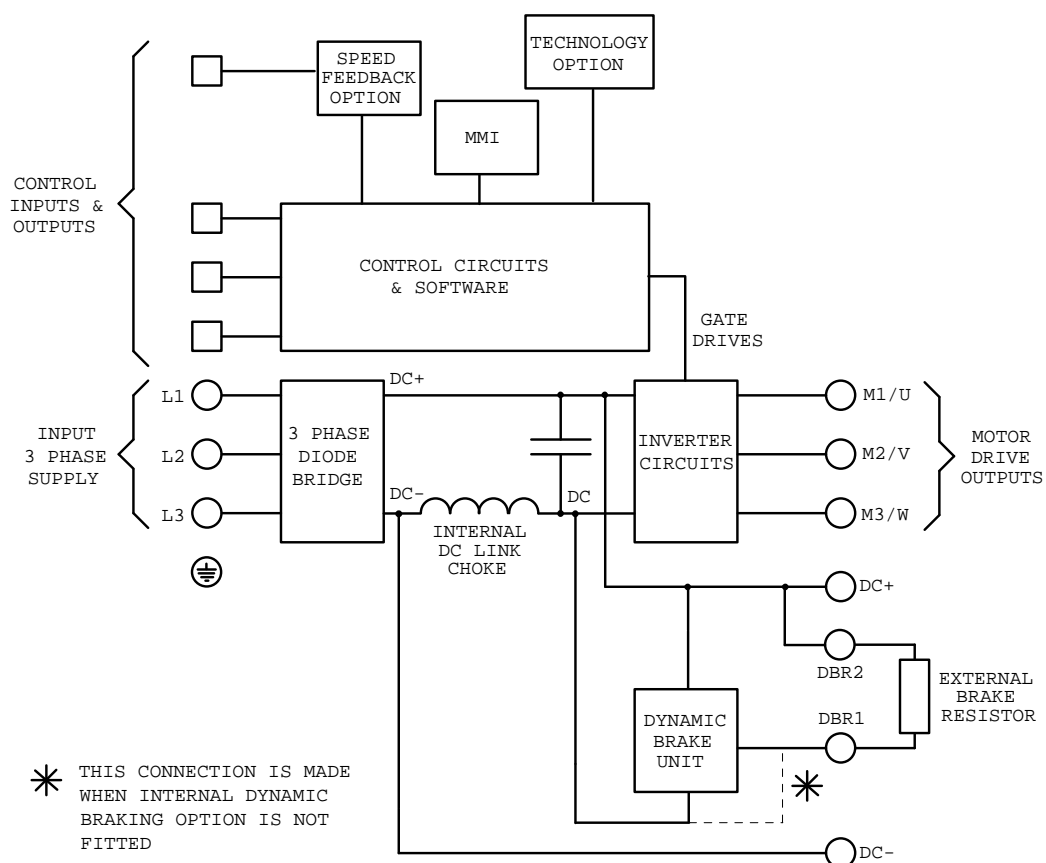 TECHNOLOGY
OPTION
SPEED
FEEDBACK
OPTION
MMI
CONTROL
INPUTS &
OUTPUTS
CONTROL CIRCUITS
& SOFTWARE
GATE
DRIVES
INPUT
3 PHASE
SUPPLY
L1
L2
L3
3 PHASE
DIODE
BRIDGE
DC+
DC-
INTERNAL
DC LINK
CHOKE
DC
INVERTER
CIRCUITS
M1/U
M2/V
M3/W
MOTOR
DRIVE
OUTPUTS
DC+
DBR2
EXTERNAL
BRAKE
RESISTOR
DBR1
DYNAMIC
BRAKE
UNIT
DC-
THIS CONNECTION IS MADE
WHEN INTERNAL DYNAMIC
BRAKING OPTION IS NOT
FITTED